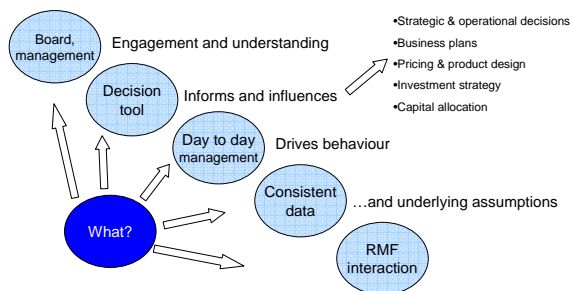 Board,
management
Engagement and understanding
•Strategic & operational decisions
•Business plans
•Pricing & product design
•Investment strategy
•Capital allocation
Decision
tool
Informs and influences
Day to day
management
Drives behaviour
Consistent
data
…and underlying assumptions
What?
RMF
interaction